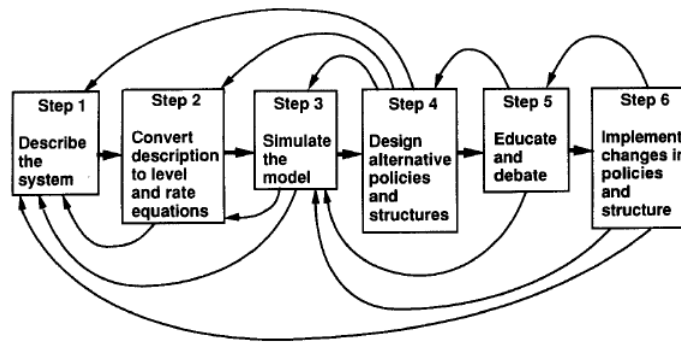 Step 1
Describe
the
system
Step 2
Convert
description
to level
and rate
equations
Step 3
Simulate
the
model
Step 4
Design
alternative
policies
and
structures
Step 5
Educate
and
debate
Step 6
Implement
changes in
policies
and
structure